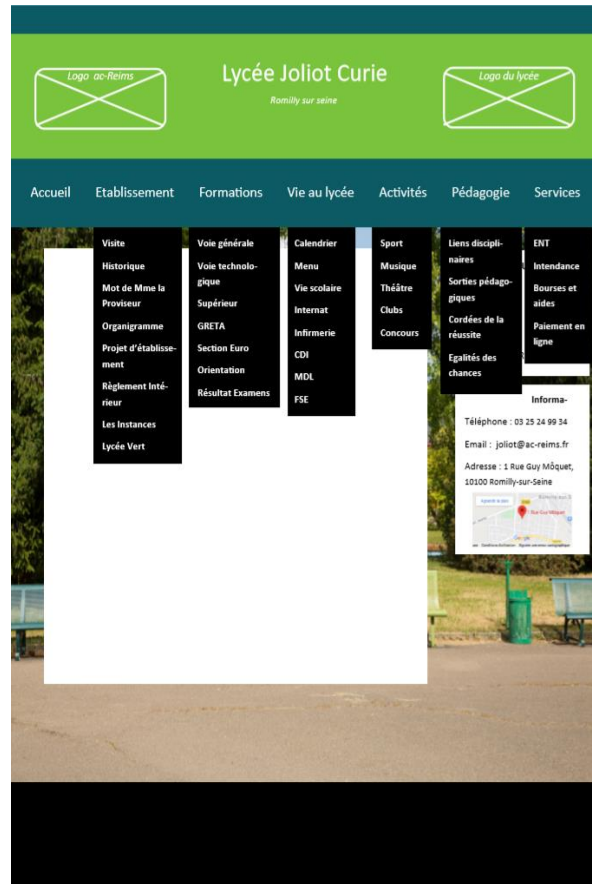 Logo ac-Reims
Lycée Joliot Curie
Romilly sur seine
Logo du lycée
Accueil
Etablissement
Formations
Vie au lycée
Activités
Pédagogie
Services
Visite
Historique
Mot de Mme la
Proviseur
Organigramme
Projet d'établisse-
ment
Règlement Inté-
rieur
Les Instances
Lycée Vert
Voie générale
Voie technolo-
gique
Supérieur
GRETA
Section Euro
Orientation
Résultat Examens
Calendrier
Menu
Vie scolaire
Internat
Infirmerie
CDI
MDL
FSE
Sport
Musique
Théâtre
Clubs
Concours
Liens discipli-
naires
Sorties pédago-
giques
Cordées de la
réussite
Egalités des
chances
ENT
Intendance
Bourses et
aides
Paiement en
ligne
Informa-
Téléphone : 03 25 24 99 34
Email : joliot@ac-reims.fr
Adresse : 1 Rue Guy Môquet,
10100 Romilly-sur-Seine
Rue Guy Môquet
Google